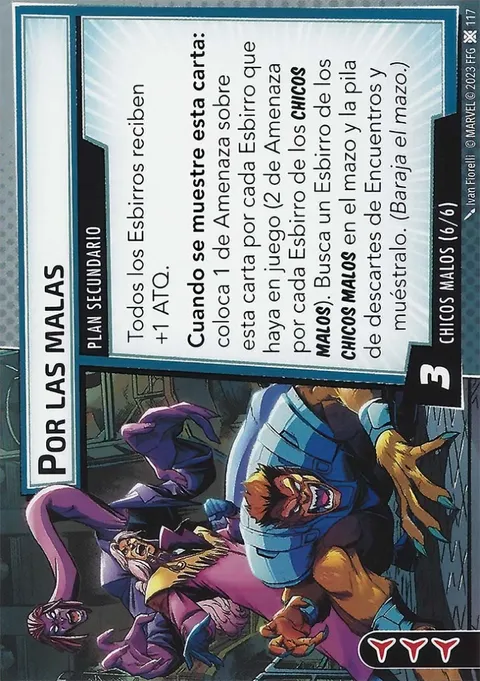 POR LAS MALAS
PLAN SECUNDARIO
Todos los Esbirros reciben
+1 ATQ.
Cuando se muestre esta carta:
coloca 1 de Amenaza sobre
esta carta por cada Esbirro que
haya en juego (2 de Amenaza
por cada Esbirro de los CHICOS
MALOS). Busca un Esbirro de los
CHICOS MALOS en el mazo y la pila
de descartes de Encuentros y
muéstralo. (Baraja el mazo.)
3
CHICOS MALOS (6/6)
Ivan Fiorelli © MARVEL © 2023 FFG 117